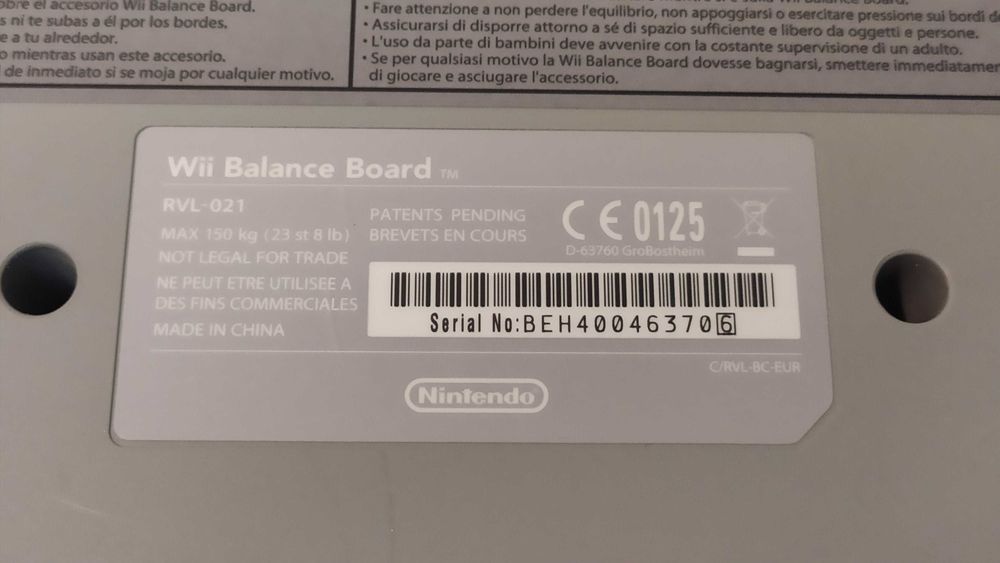 obre el accesorio Wii Balance Board.
s ni te subas a él por los bordes.
e a tu alrededor.
o mientras usan este accesorio.
de inmediato si se moja por cualquier motivo.
• Fare attenzione a non perdere l'equilibrio, non appoggiarsi o esercitare pressione sui bordi d
• Assicurarsi di disporre attorno a sé di spazio sufficiente e libero da oggetti e persone.
• L'uso da parte di bambini deve avvenire con la costante supervisione di un adulto.
• Se per qualsiasi motivo la Wii Balance Board dovesse bagnarsi, smettere immediatamen
di giocare e asciugare l'accessorio.
Wii Balance Board TM
RVL-021
MAX 150 kg (23 st 8 lb)
NOT LEGAL FOR TRADE
NE PEUT ETRE UTILISEE A
DES FINS COMMERCIALES
MADE IN CHINA
PATENTS PENDING
BREVETS EN COURS
CE 0125
D-63760 Großostheim
Serial No:BEH400463706
C/RVL-BC-EUR
Nintendo